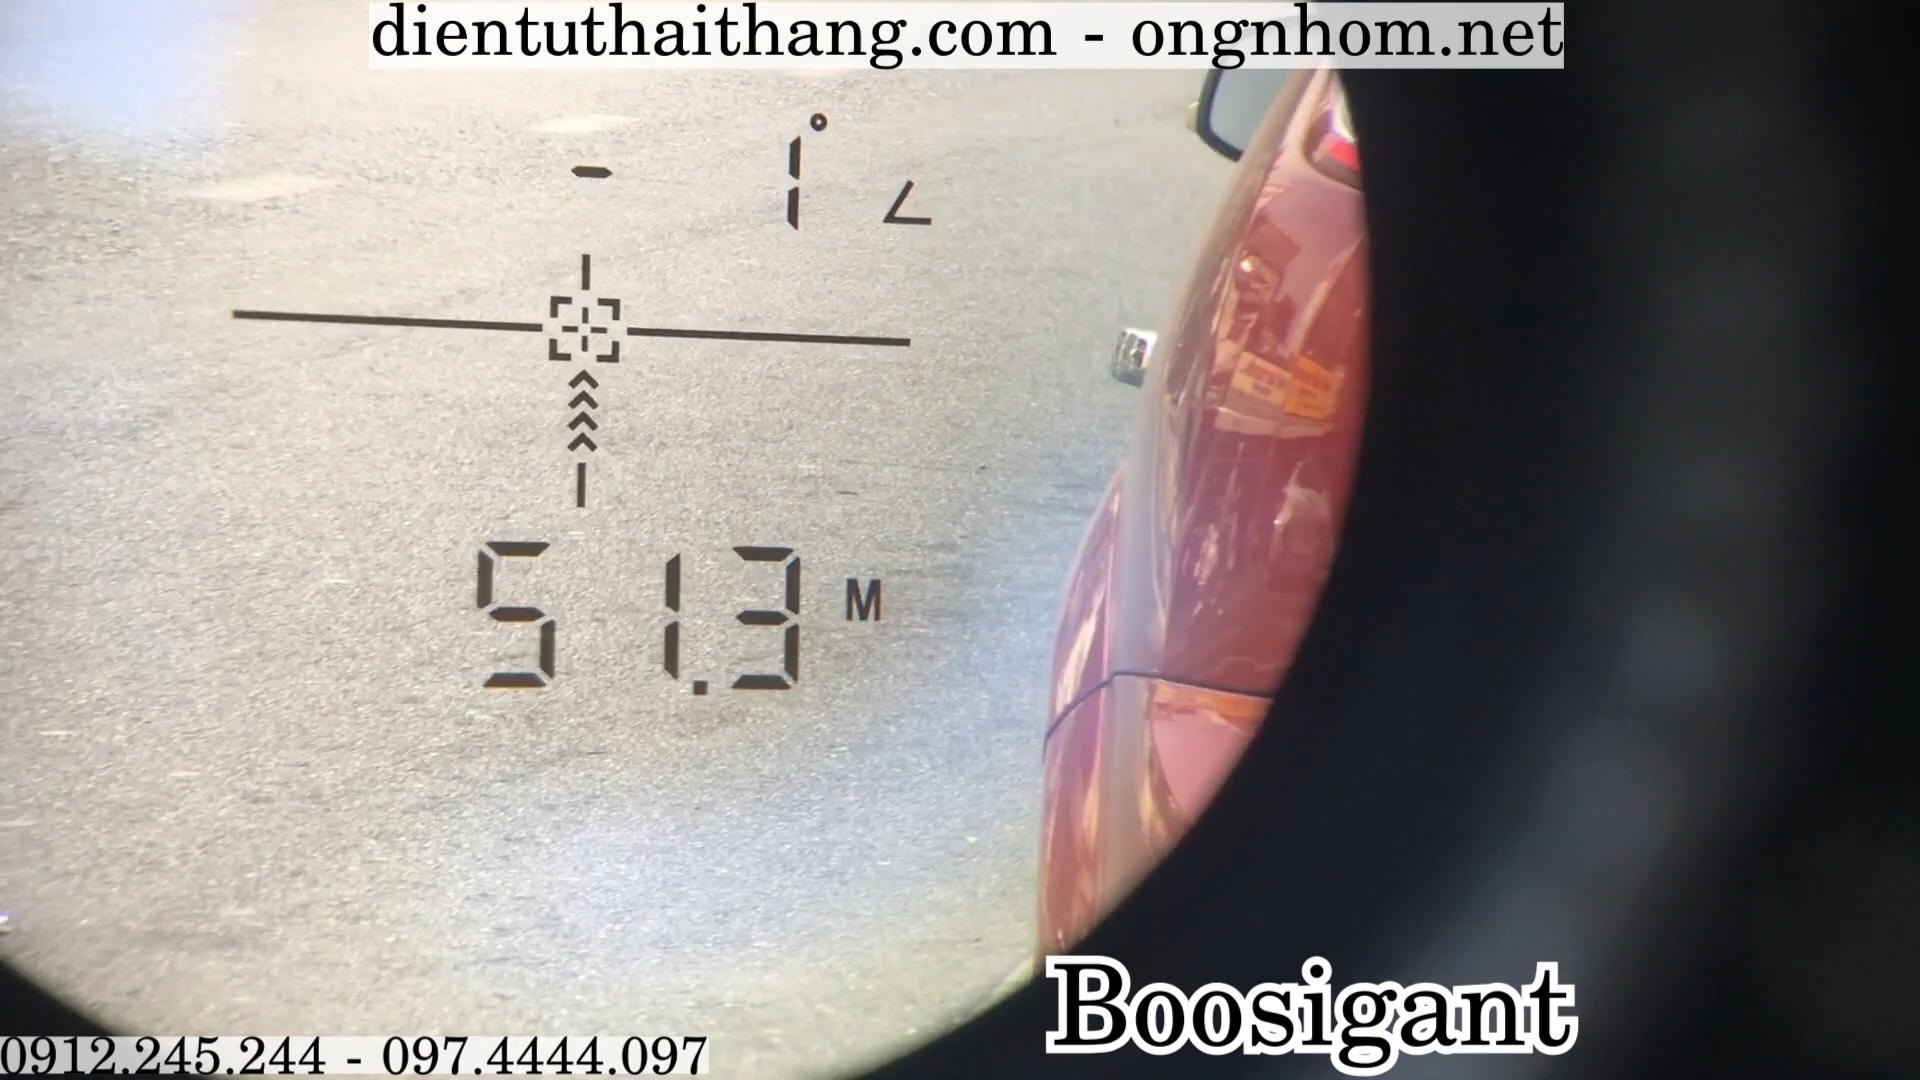 dientuthaithang.com - ongnhom.net
- 1°
51.3 M
Boosigant
0912.245.244 - 097.4444.097